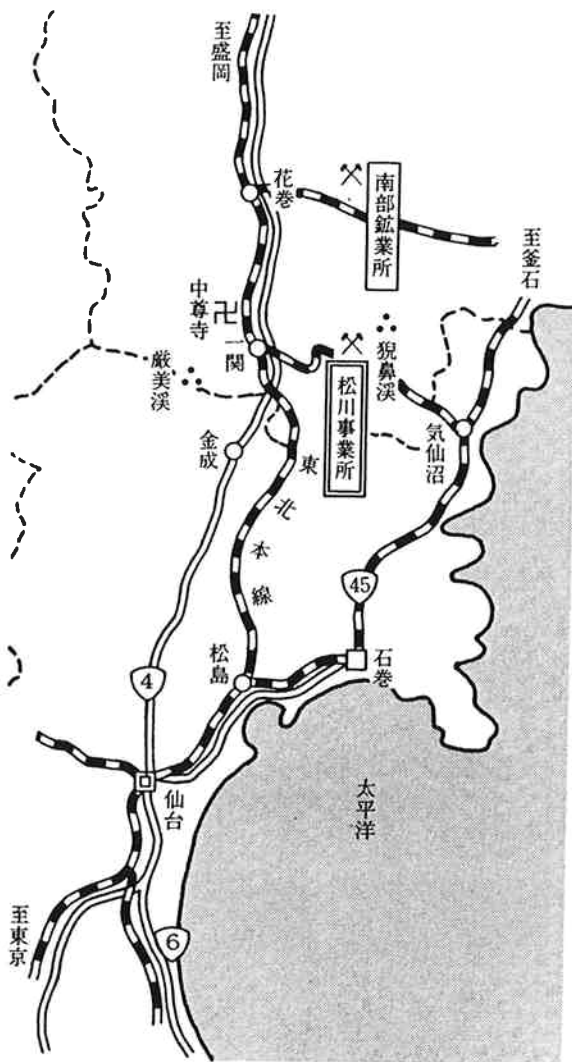 至盛岡
花巻
南部鉱業所
至釜石
中尊寺
一関
猊鼻渓
厳美渓
松川事業所
気仙沼
金成
東北本線
45
石巻
松島
4
仙台
太平洋
至東京
6